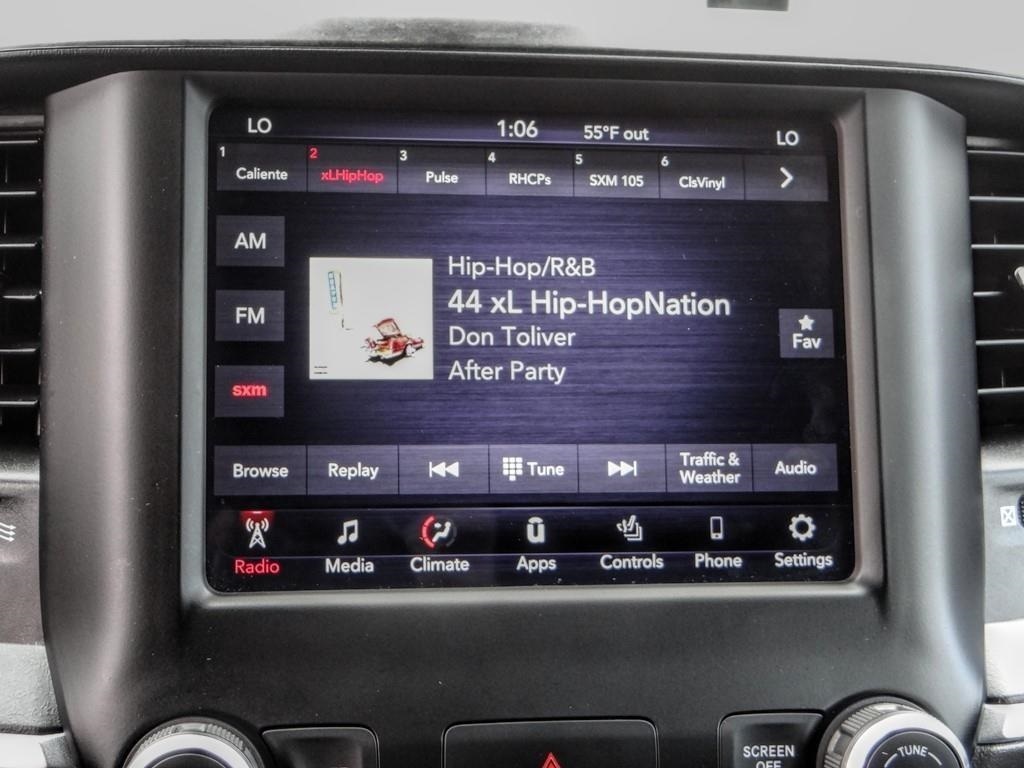 LO 1:06 55°F out LO
1 Caliente 2 xLHipHop 3 Pulse 4 RHCPs 5 SXM 105 6 ClsVinyl
AM
FM
sxm
Hip-Hop/R&B
44 xL Hip-HopNation
Don Toliver
After Party
Fav
Browse Replay Tune Traffic & Weather Audio
Radio Media Climate Apps Controls Phone Settings
SCREEN
OFF
TUNE